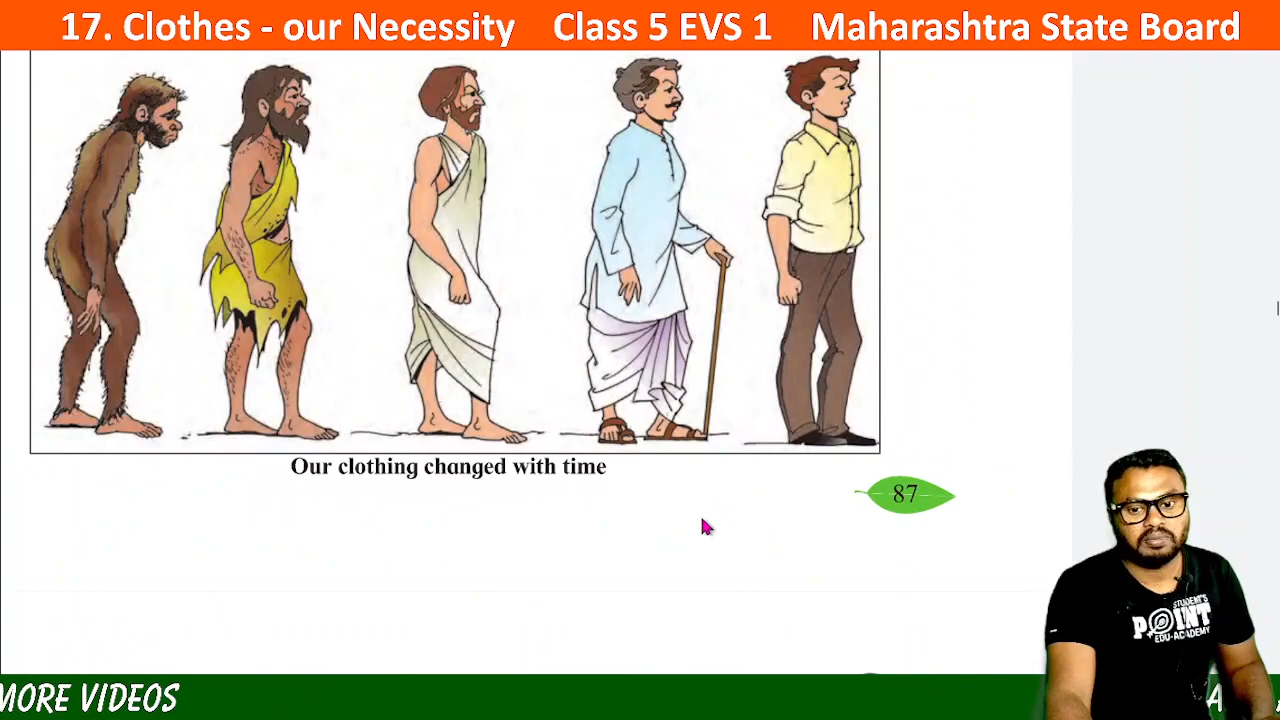 17. Clothes - our Necessity Class 5 EVS 1 Maharashtra State Board
Our clothing changed with time
87
STUDENT'S
POINT
EDU-ACADEMY
MORE VIDEOS
A